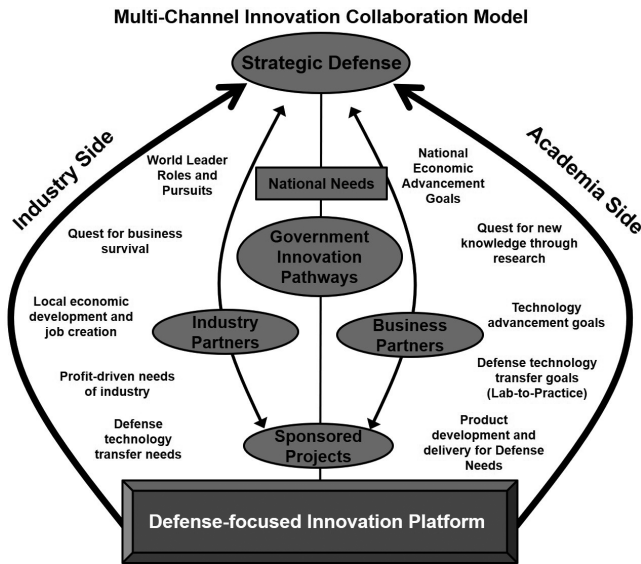 Multi-Channel Innovation Collaboration Model
Strategic Defense
Industry Side
Academia Side
World Leader
Roles and
Pursuits
National
Economic
Advancement
Goals
National Needs
Quest for business
survival
Government
Innovation
Pathways
Quest for new
knowledge through
research
Local economic
development and
job creation
Industry
Partners
Business
Partners
Technology
advancement goals
Profit-driven needs
of industry
Defense technology
transfer goals
(Lab-to-Practice)
Defense
technology
transfer needs
Sponsored
Projects
Product
development and
delivery for Defense
Needs
Defense-focused Innovation Platform